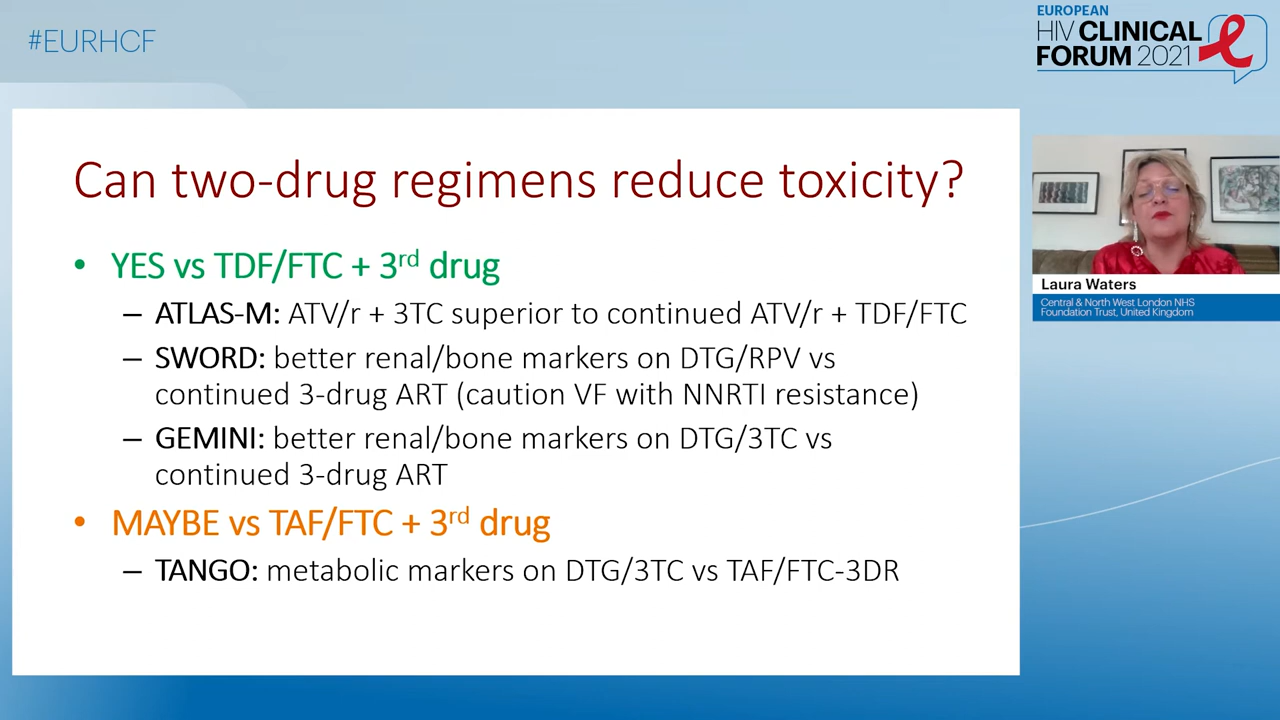 #EURHCF
EUROPEAN
HIV CLINICAL
FORUM 2021
Can two-drug regimens reduce toxicity?
• YES vs TDF/FTC + 3rd drug
– ATLAS-M: ATV/r + 3TC superior to continued ATV/r + TDF/FTC
– SWORD: better renal/bone markers on DTG/RPV vs
continued 3-drug ART (caution VF with NNRTI resistance)
– GEMINI: better renal/bone markers on DTG/3TC vs
continued 3-drug ART
• MAYBE vs TAF/FTC + 3rd drug
– TANGO: metabolic markers on DTG/3TC vs TAF/FTC-3DR
Laura Waters
Central & North West London NHS
Foundation Trust, United Kingdom